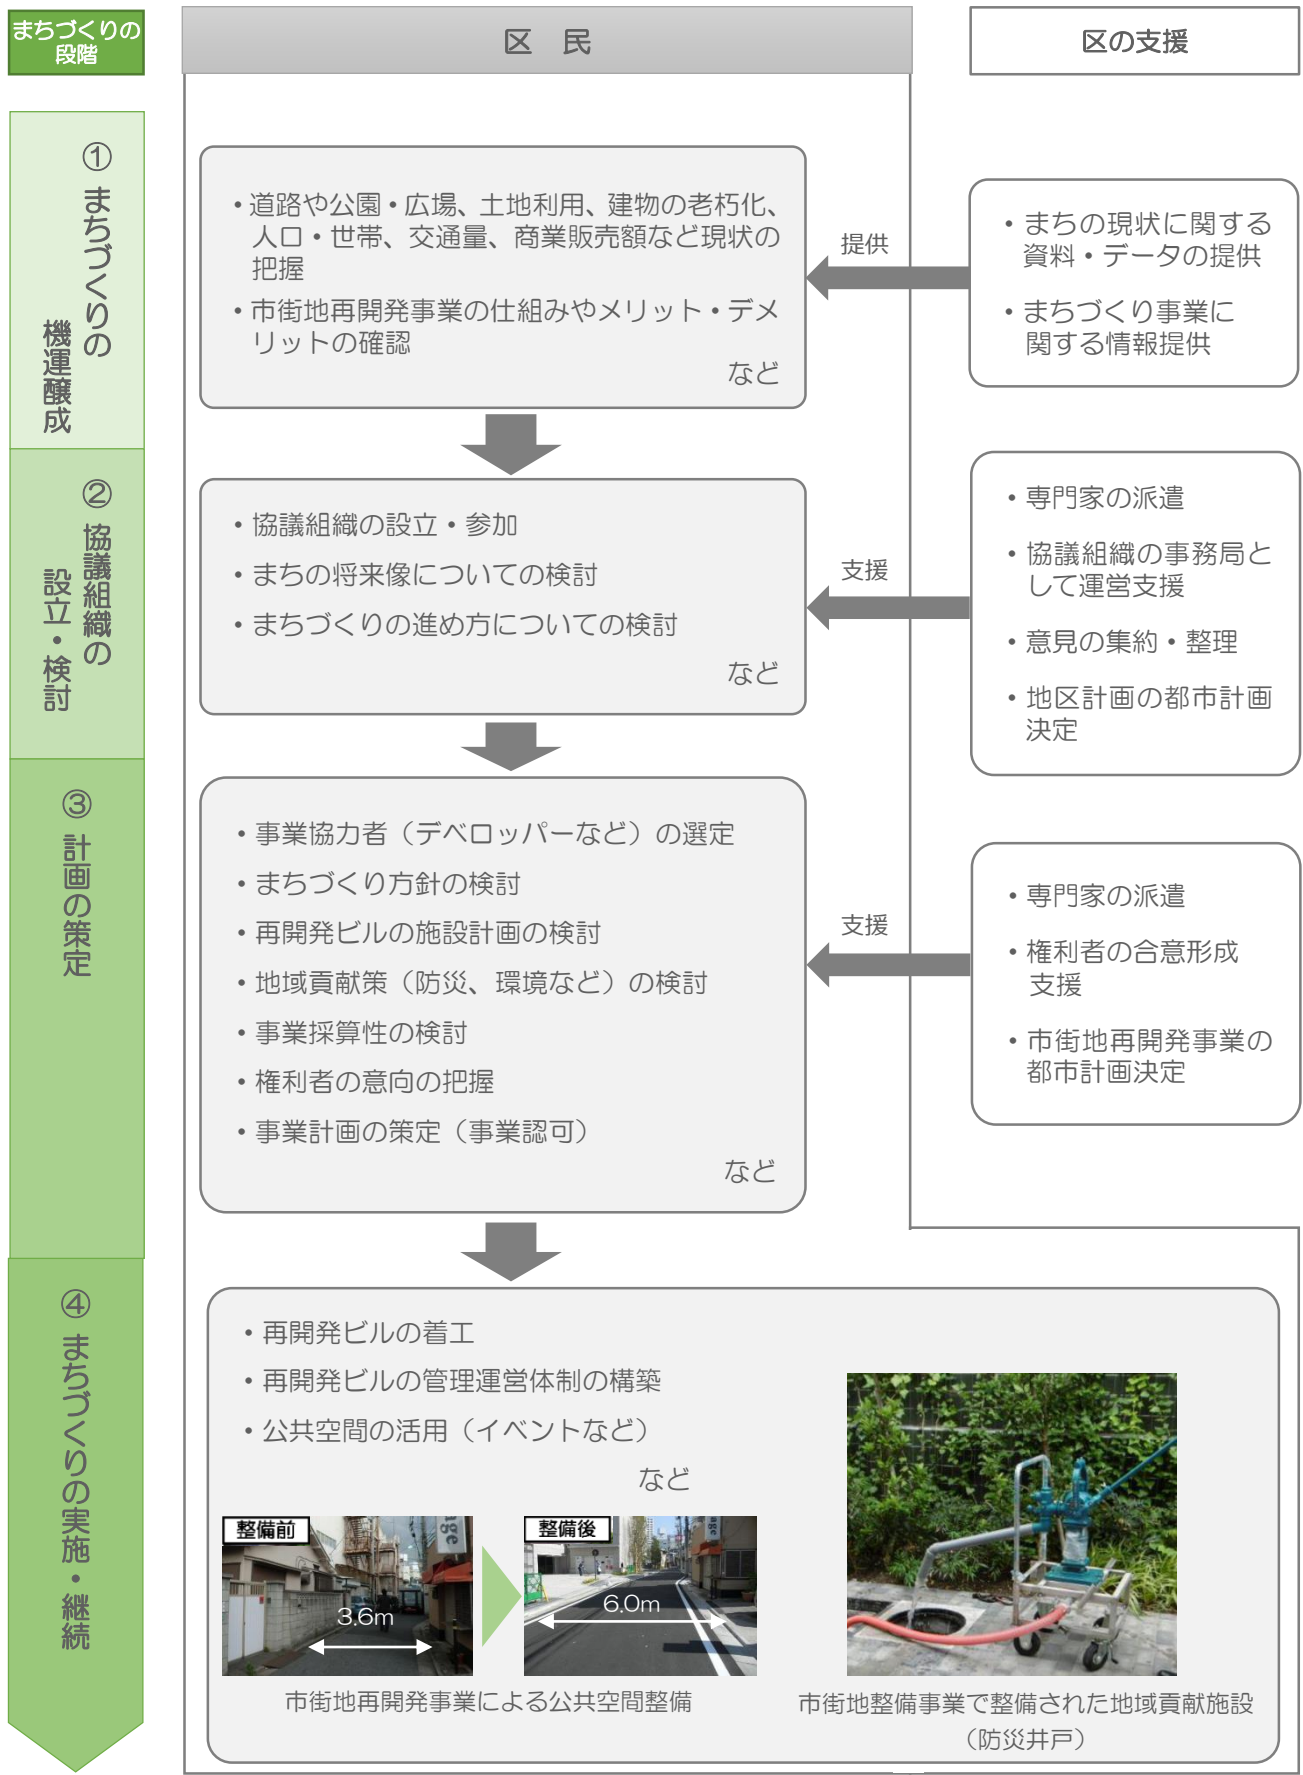 まちづくりの
段階
区　民
区の支援
① まちづくりの
機運醸成
・道路や公園・広場、土地利用、建物の老朽化、
人口・世帯、交通量、商業販売額など現状の
把握
・市街地再開発事業の仕組みやメリット・デメ
リットの確認
など
提供
・まちの現状に関する
資料・データの提供
・まちづくり事業に
関する情報提供
② 協議組織の
設立・検討
・協議組織の設立・参加
・まちの将来像についての検討
・まちづくりの進め方についての検討
など
支援
・専門家の派遣
・協議組織の事務局と
して運営支援
・意見の集約・整理
・地区計画の都市計画
決定
③ 計画の策定
・事業協力者（デベロッパーなど）の選定
・まちづくり方針の検討
・再開発ビルの施設計画の検討
・地域貢献策（防災、環境など）の検討
・事業採算性の検討
・権利者の意向の把握
・事業計画の策定（事業認可）
など
支援
・専門家の派遣
・権利者の合意形成
支援
・市街地再開発事業の
都市計画決定
④ まちづくりの実施・継続
・再開発ビルの着工
・再開発ビルの管理運営体制の構築
・公共空間の活用（イベントなど）
など
整備前
3.6m
整備後
6.0m
市街地再開発事業による公共空間整備
市街地整備事業で整備された地域貢献施設
（防災井戸）